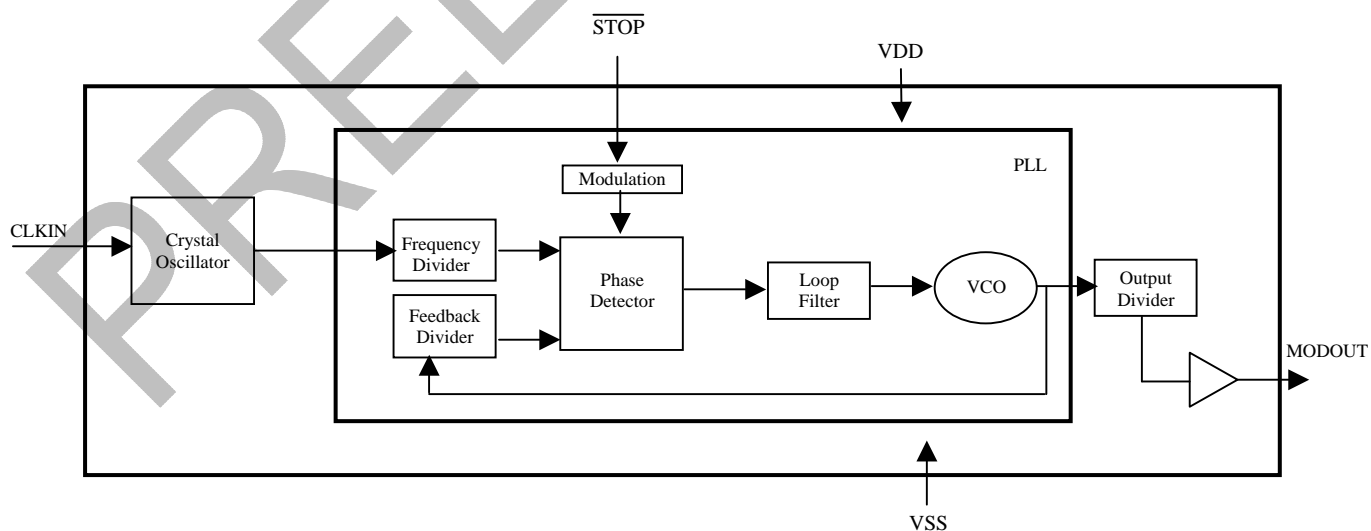 STOP
VDD
PLL
Modulation
CLKIN
Crystal
Oscillator
Frequency
Divider
Phase
Detector
Loop
Filter
VCO
Output
Divider
Feedback
Divider
MODOUT
VSS